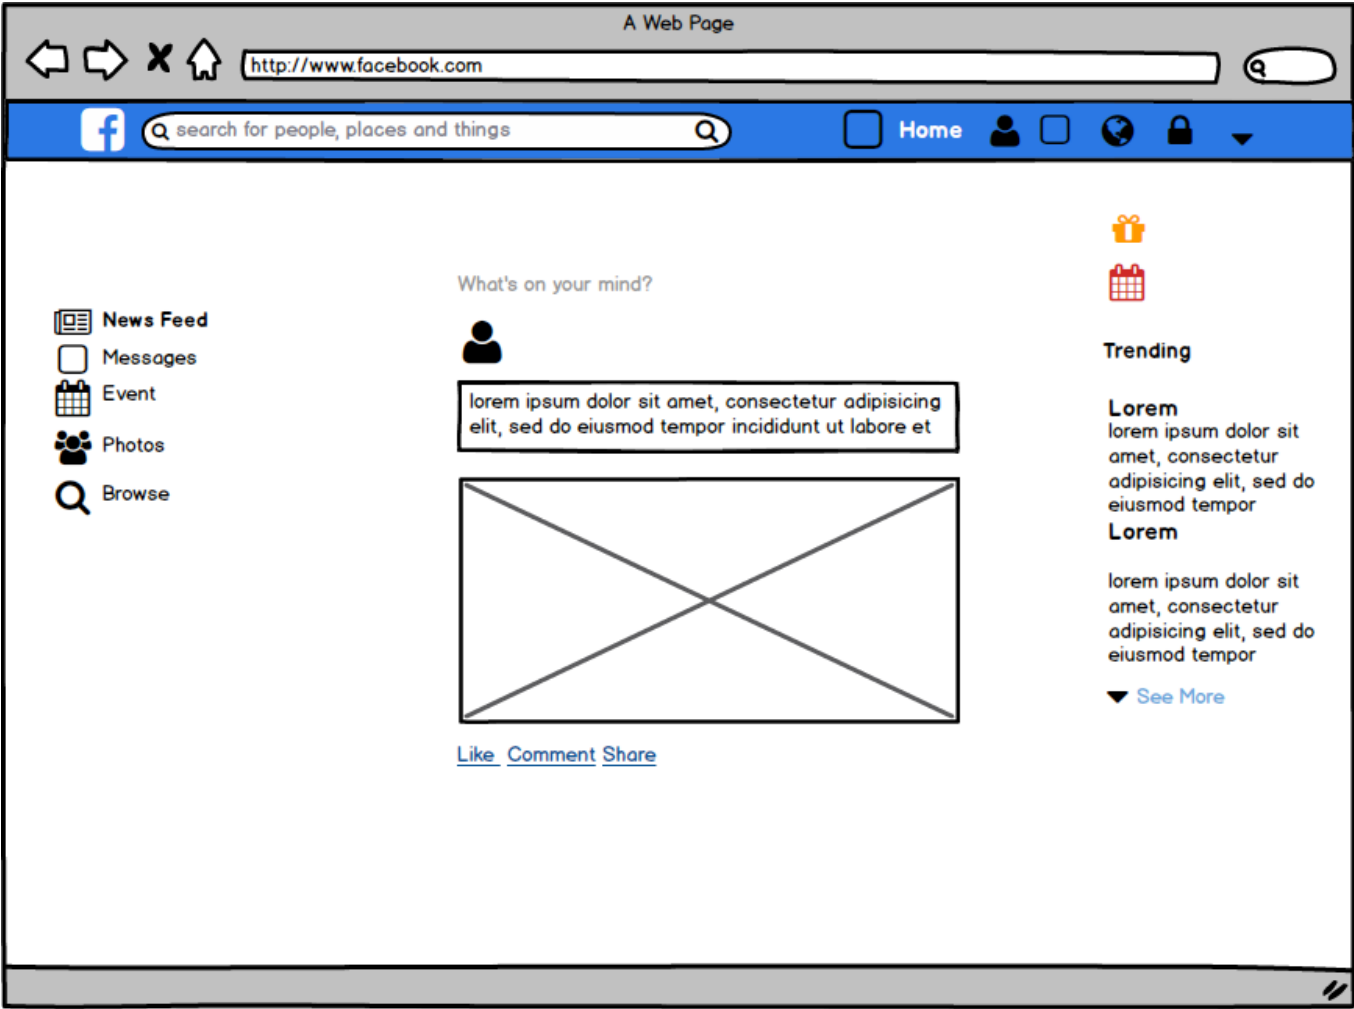 A Web Page
http://www.facebook.com
search for people, places and things
Home
News Feed
Messages
Event
Photos
Browse
What's on your mind?
lorem ipsum dolor sit amet, consectetur adipisicing
elit, sed do eiusmod tempor incididunt ut labore et
Like Comment Share
Trending
Lorem
lorem ipsum dolor sit
amet, consectetur
adipisicing elit, sed do
eiusmod tempor
Lorem
lorem ipsum dolor sit
amet, consectetur
adipisicing elit, sed do
eiusmod tempor
See More